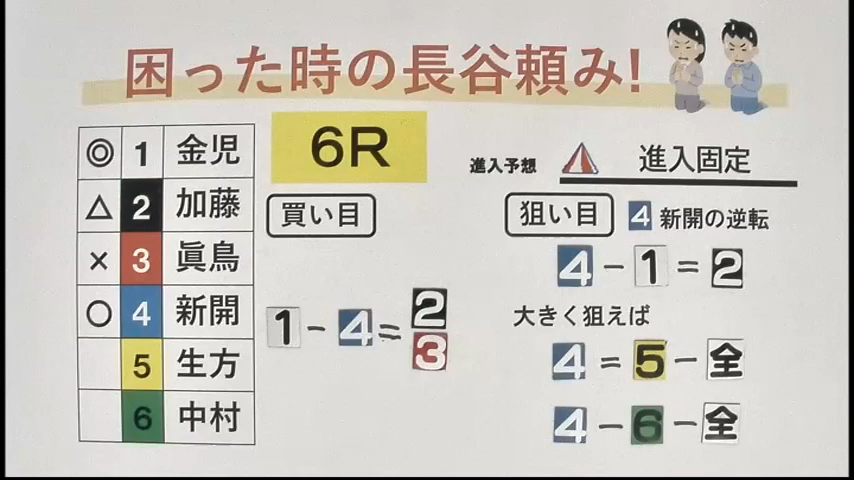 困った時の長谷頼み!
◎ 1 金児
△ 2 加藤
× 3 眞鳥
○ 4 新開
5 生方
6 中村
6R
進入予想 進入固定
買い目
1-4=2
3
狙い目 4 新開の逆転
4-1=2
大きく狙えば
4=5-全
4-6-全